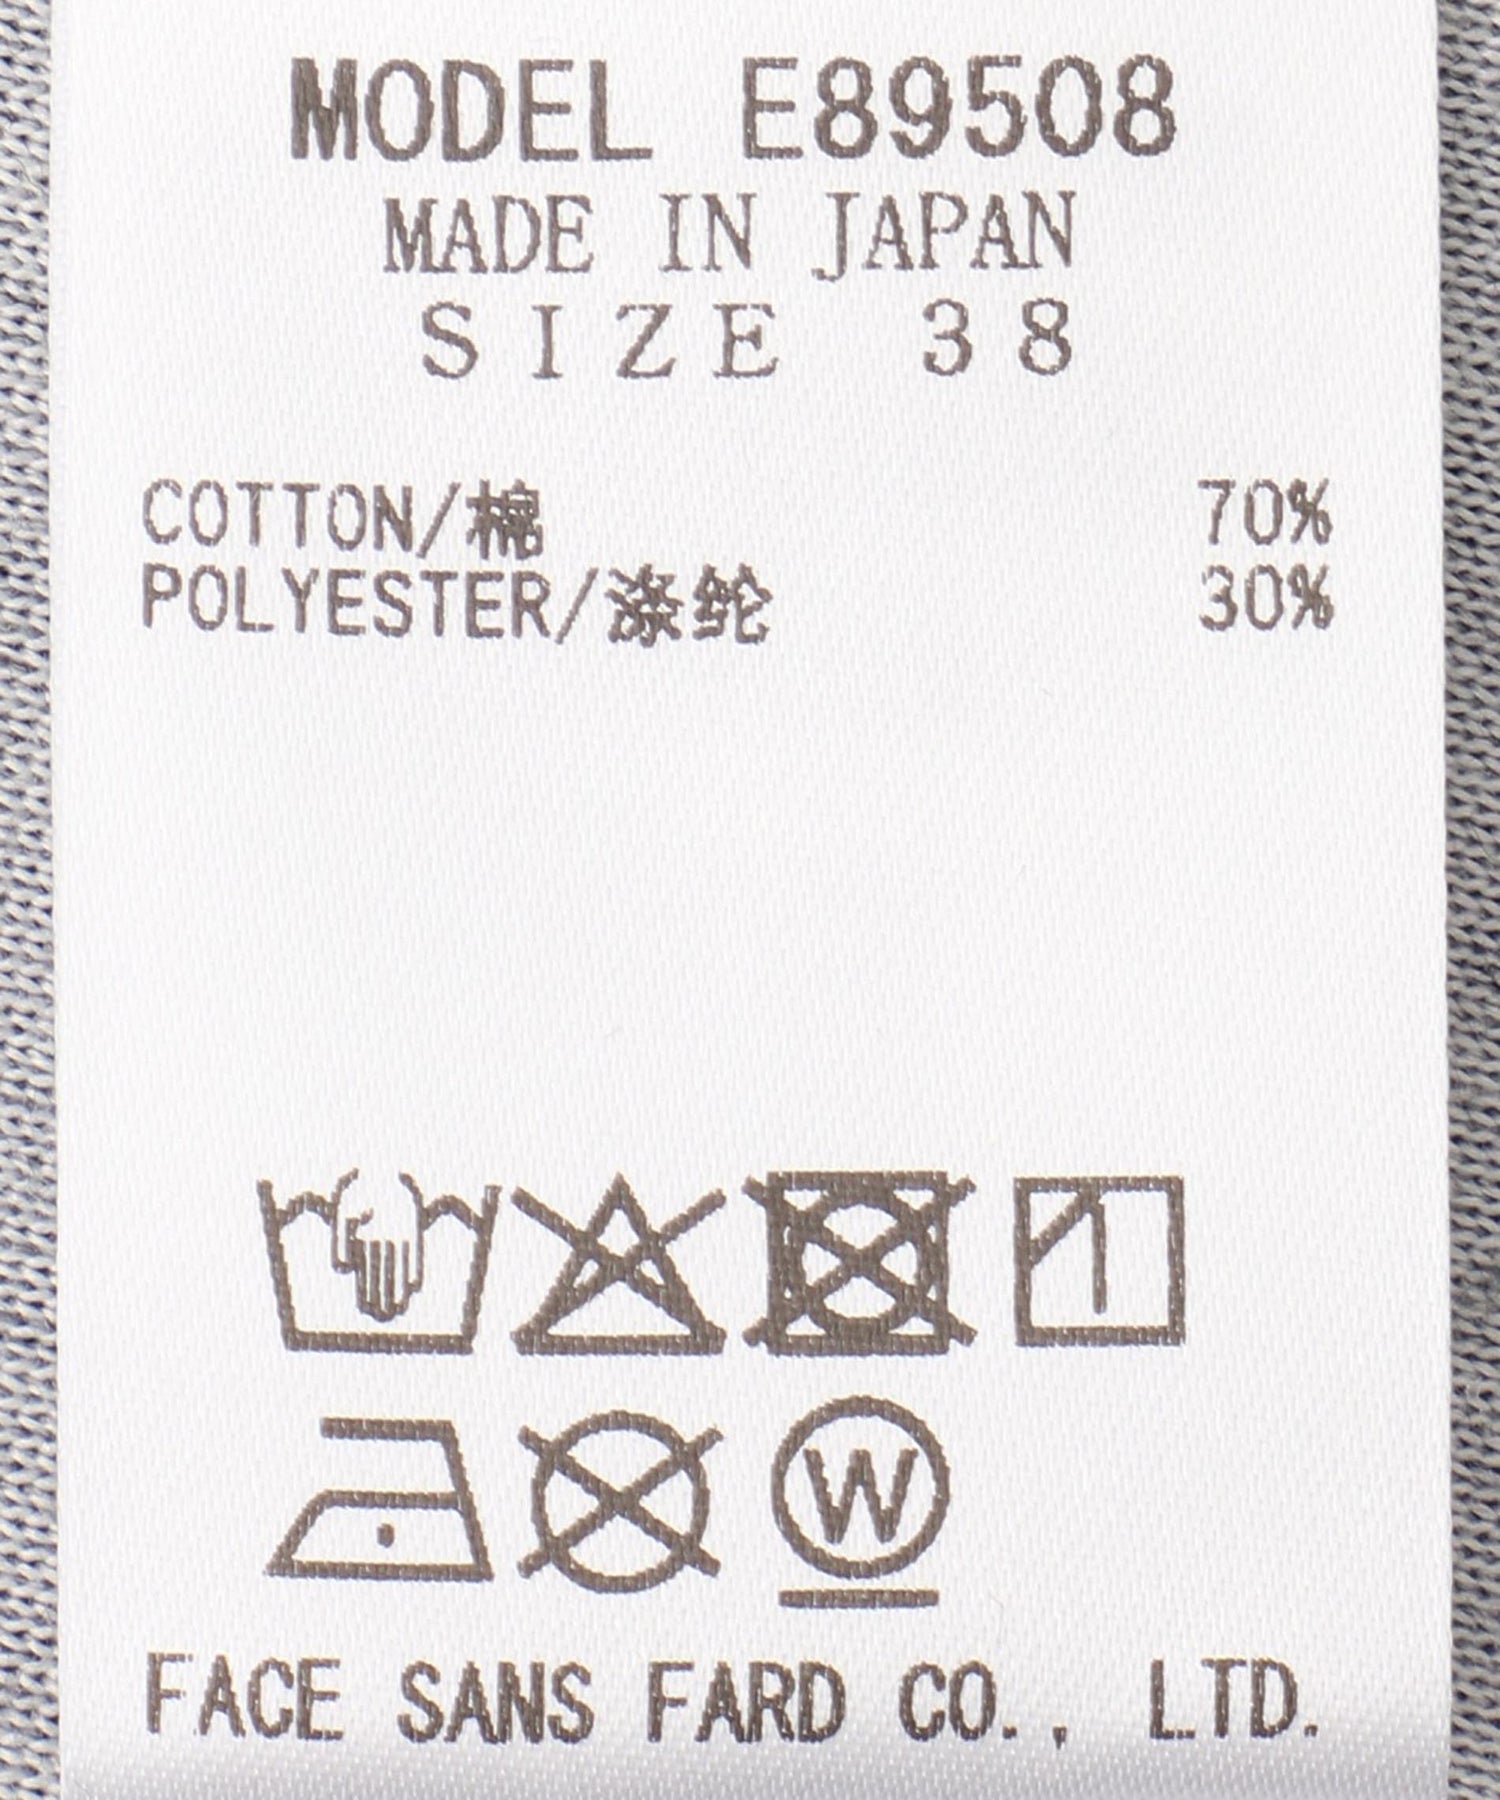 MODEL E89508
MADE IN JAPAN
SIZE 38
COTTON/棉 70%
POLYESTER/涤纶 30%
W
FACE SANS FARD CO., LTD.